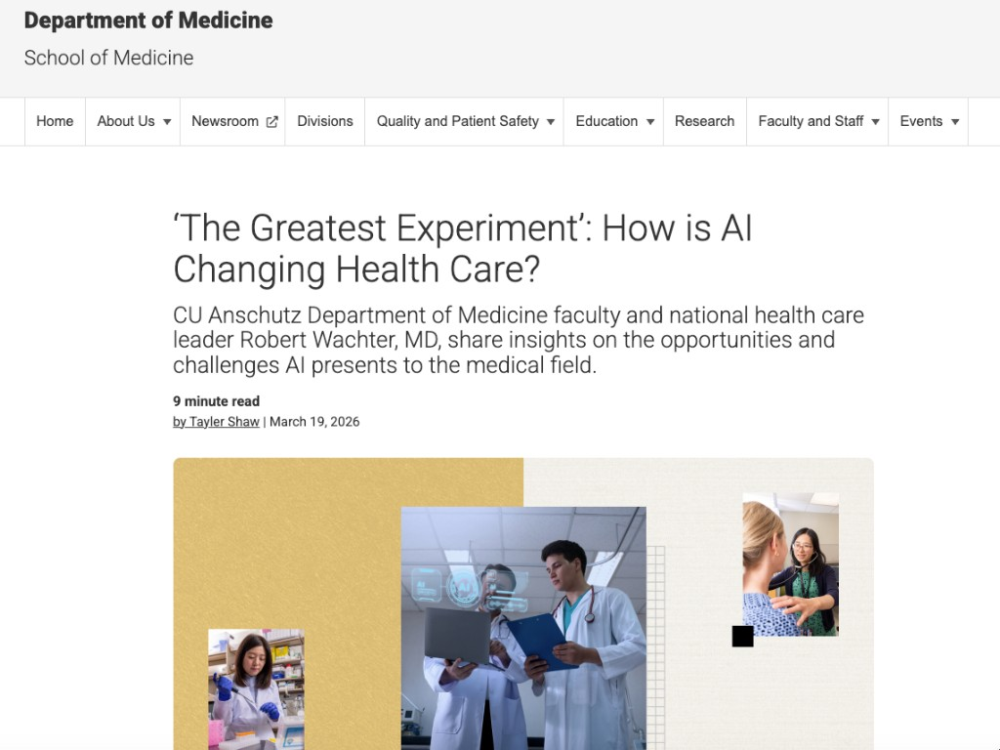 Department of Medicine
School of Medicine
Home
About Us
Newsroom
Divisions
Quality and Patient Safety
Education
Research
Faculty and Staff
Events
‘The Greatest Experiment’: How is AI
Changing Health Care?
CU Anschutz Department of Medicine faculty and national health care
leader Robert Wachter, MD, share insights on the opportunities and
challenges AI presents to the medical field.
9 minute read
by Tayler Shaw | March 19, 2026
AI